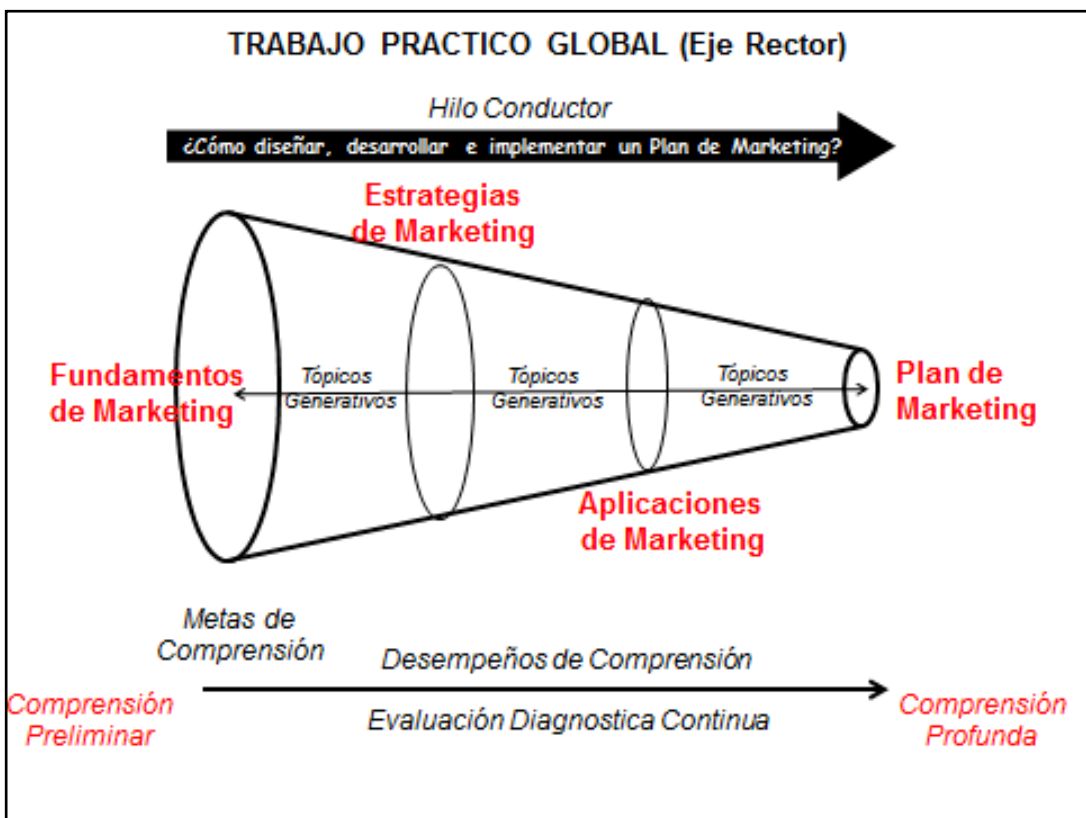 TRABAJO PRACTICO GLOBAL (Eje Rector)
Hilo Conductor
¿Cómo diseñar, desarrollar e implementar un Plan de Marketing?
Estrategias
de Marketing
Fundamentos
de Marketing
Tópicos
Generativos
Tópicos
Generativos
Tópicos
Generativos
Plan de
Marketing
Aplicaciones
de Marketing
Metas de
Comprensión
Desempeños de Comprensión
Comprensión
Preliminar
Evaluación Diagnostica Continua
Comprensión
Profunda